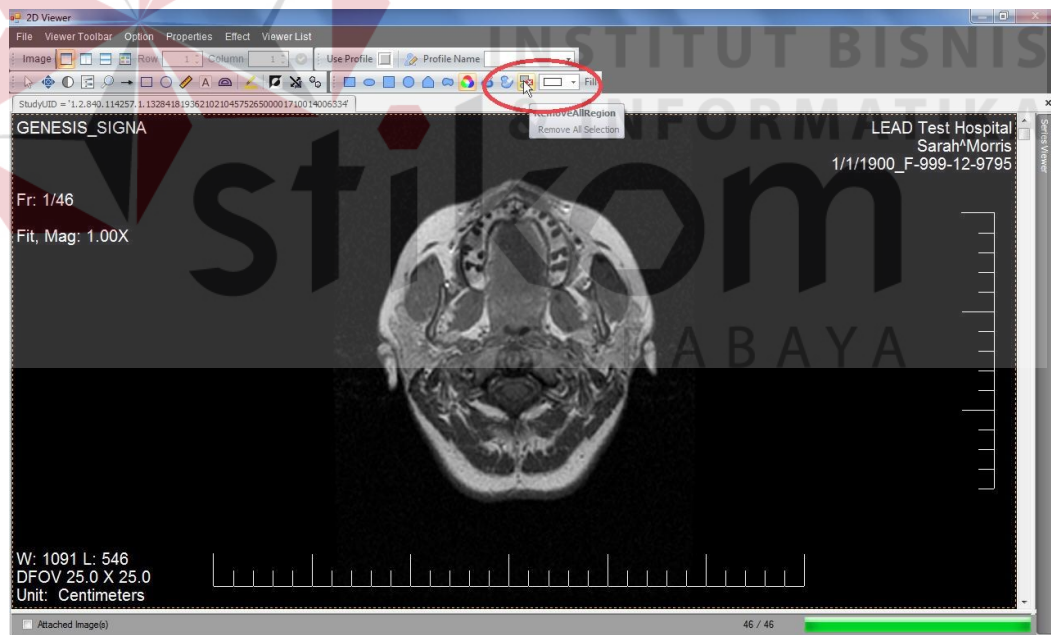 2D Viewer
File Viewer Toolbar Option Properties Effect Viewer List
Image Row 1 Column 1 Use Profile Profile Name
A Fill
StudyUID = '1.2.840.114257.1.13284181936210210457526500001710014006334'
RemoveAllRegion
Remove All Selection
GENESIS_SIGNA
LEAD Test Hospital
Sarah^Morris
1/1/1900_F-999-12-9795
Series Viewer
Fr: 1/46
Fit, Mag: 1.00X
INSTITUT BISNIS
& INFORMATIKA
stikom
SURABAYA
W: 1091 L: 546
DFOV 25.0 X 25.0
Unit: Centimeters
Attached Image(s)
46 / 46